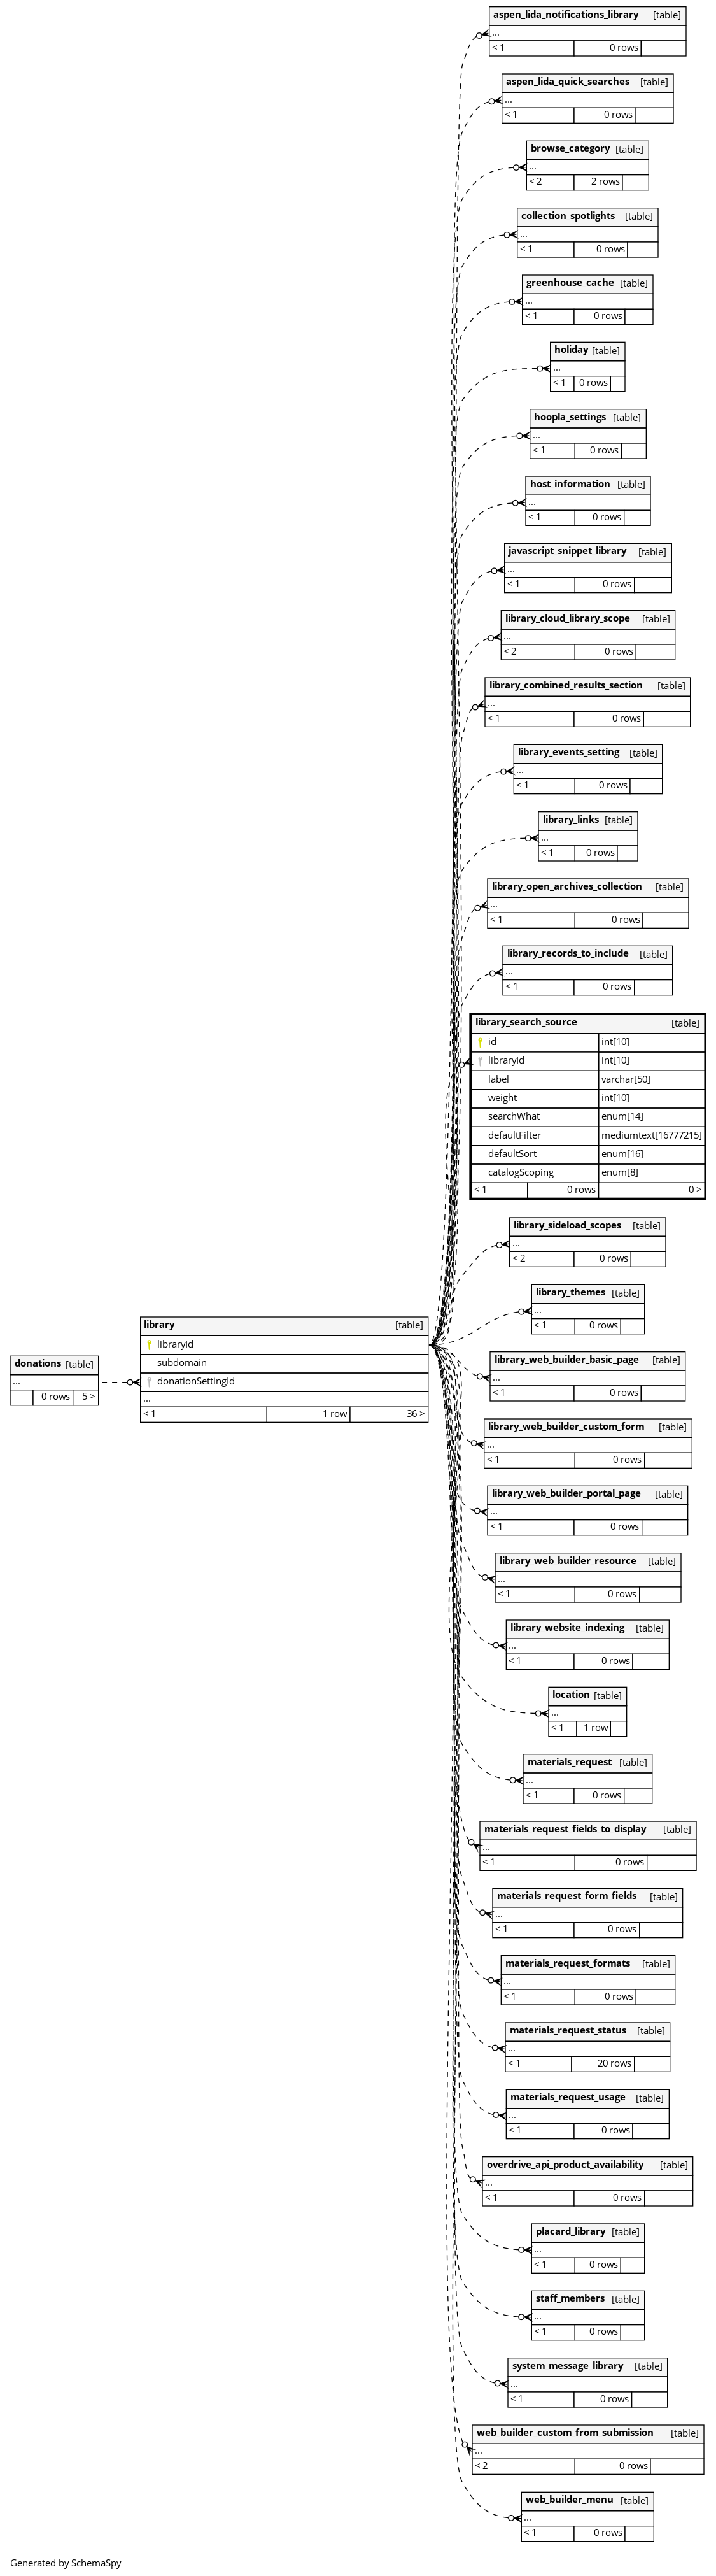 aspen_lida_notifications_library [table]
...
< 1 0 rows
aspen_lida_quick_searches [table]
...
< 1 0 rows
browse_category [table]
...
< 2 2 rows
collection_spotlights [table]
...
< 1 0 rows
greenhouse_cache [table]
...
< 1 0 rows
holiday [table]
...
< 1 0 rows
hoopla_settings [table]
...
< 1 0 rows
host_information [table]
...
< 1 0 rows
javascript_snippet_library [table]
...
< 1 0 rows
library_cloud_library_scope [table]
...
< 2 0 rows
library_combined_results_section [table]
...
< 1 0 rows
library_events_setting [table]
...
< 1 0 rows
library_links [table]
...
< 1 0 rows
library_open_archives_collection [table]
...
< 1 0 rows
library_records_to_include [table]
...
< 1 0 rows
library_search_source [table]
id int[10]
libraryId int[10]
label varchar[50]
weight int[10]
searchWhat enum[14]
defaultFilter mediumtext[16777215]
defaultSort enum[16]
catalogScoping enum[8]
< 1 0 rows 0 >
library_sideload_scopes [table]
...
< 2 0 rows
library_themes [table]
...
< 1 0 rows
donations [table]
...
0 rows 5 >
library [table]
libraryId
subdomain
donationSettingId
...
< 1 1 row 36 >
library_web_builder_basic_page [table]
...
< 1 0 rows
library_web_builder_custom_form [table]
...
< 1 0 rows
library_web_builder_portal_page [table]
...
< 1 0 rows
library_web_builder_resource [table]
...
< 1 0 rows
library_website_indexing [table]
...
< 1 0 rows
location [table]
...
< 1 1 row
materials_request [table]
...
< 1 0 rows
materials_request_fields_to_display [table]
...
< 1 0 rows
materials_request_form_fields [table]
...
< 1 0 rows
materials_request_formats [table]
...
< 1 0 rows
materials_request_status [table]
...
< 1 20 rows
materials_request_usage [table]
...
< 1 0 rows
overdrive_api_product_availability [table]
...
< 1 0 rows
placard_library [table]
...
< 1 0 rows
staff_members [table]
...
< 1 0 rows
system_message_library [table]
...
< 1 0 rows
web_builder_custom_from_submission [table]
...
< 2 0 rows
web_builder_menu [table]
...
< 1 0 rows
Generated by SchemaSpy